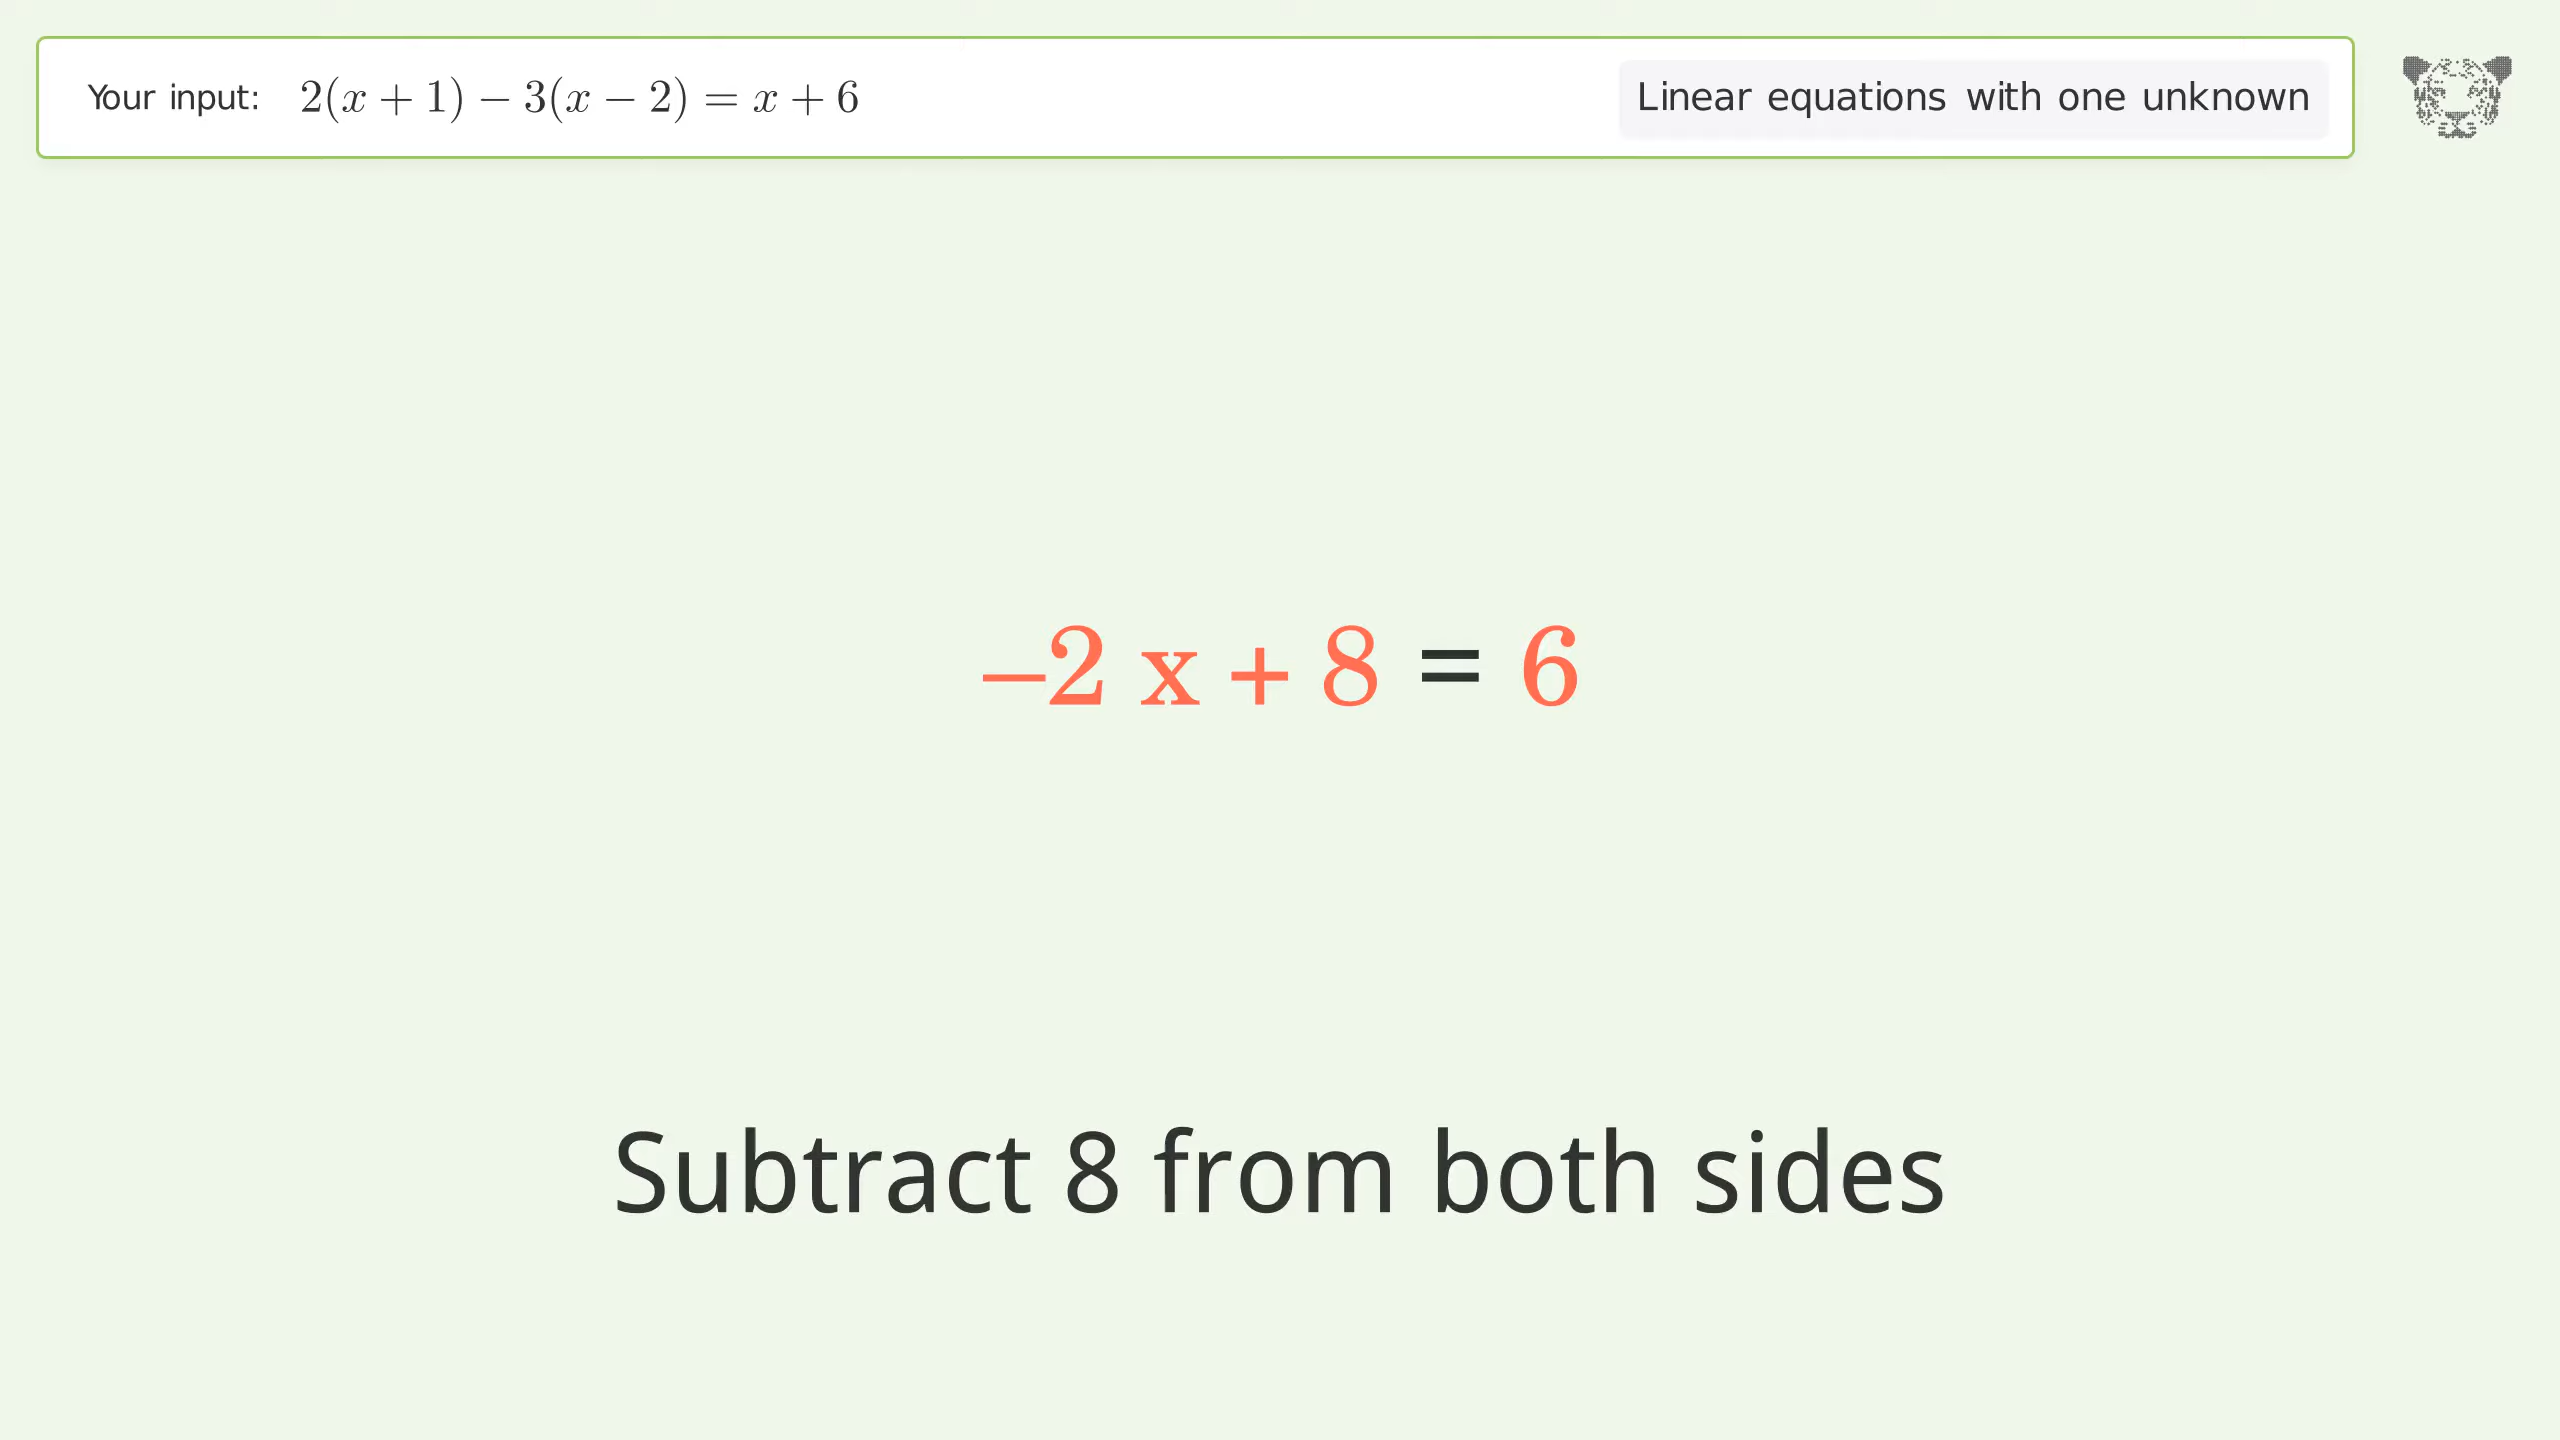 Your input: 2(x + 1) − 3(x − 2) = x + 6
Linear equations with one unknown
−2 x + 8 = 6
Subtract 8 from both sides